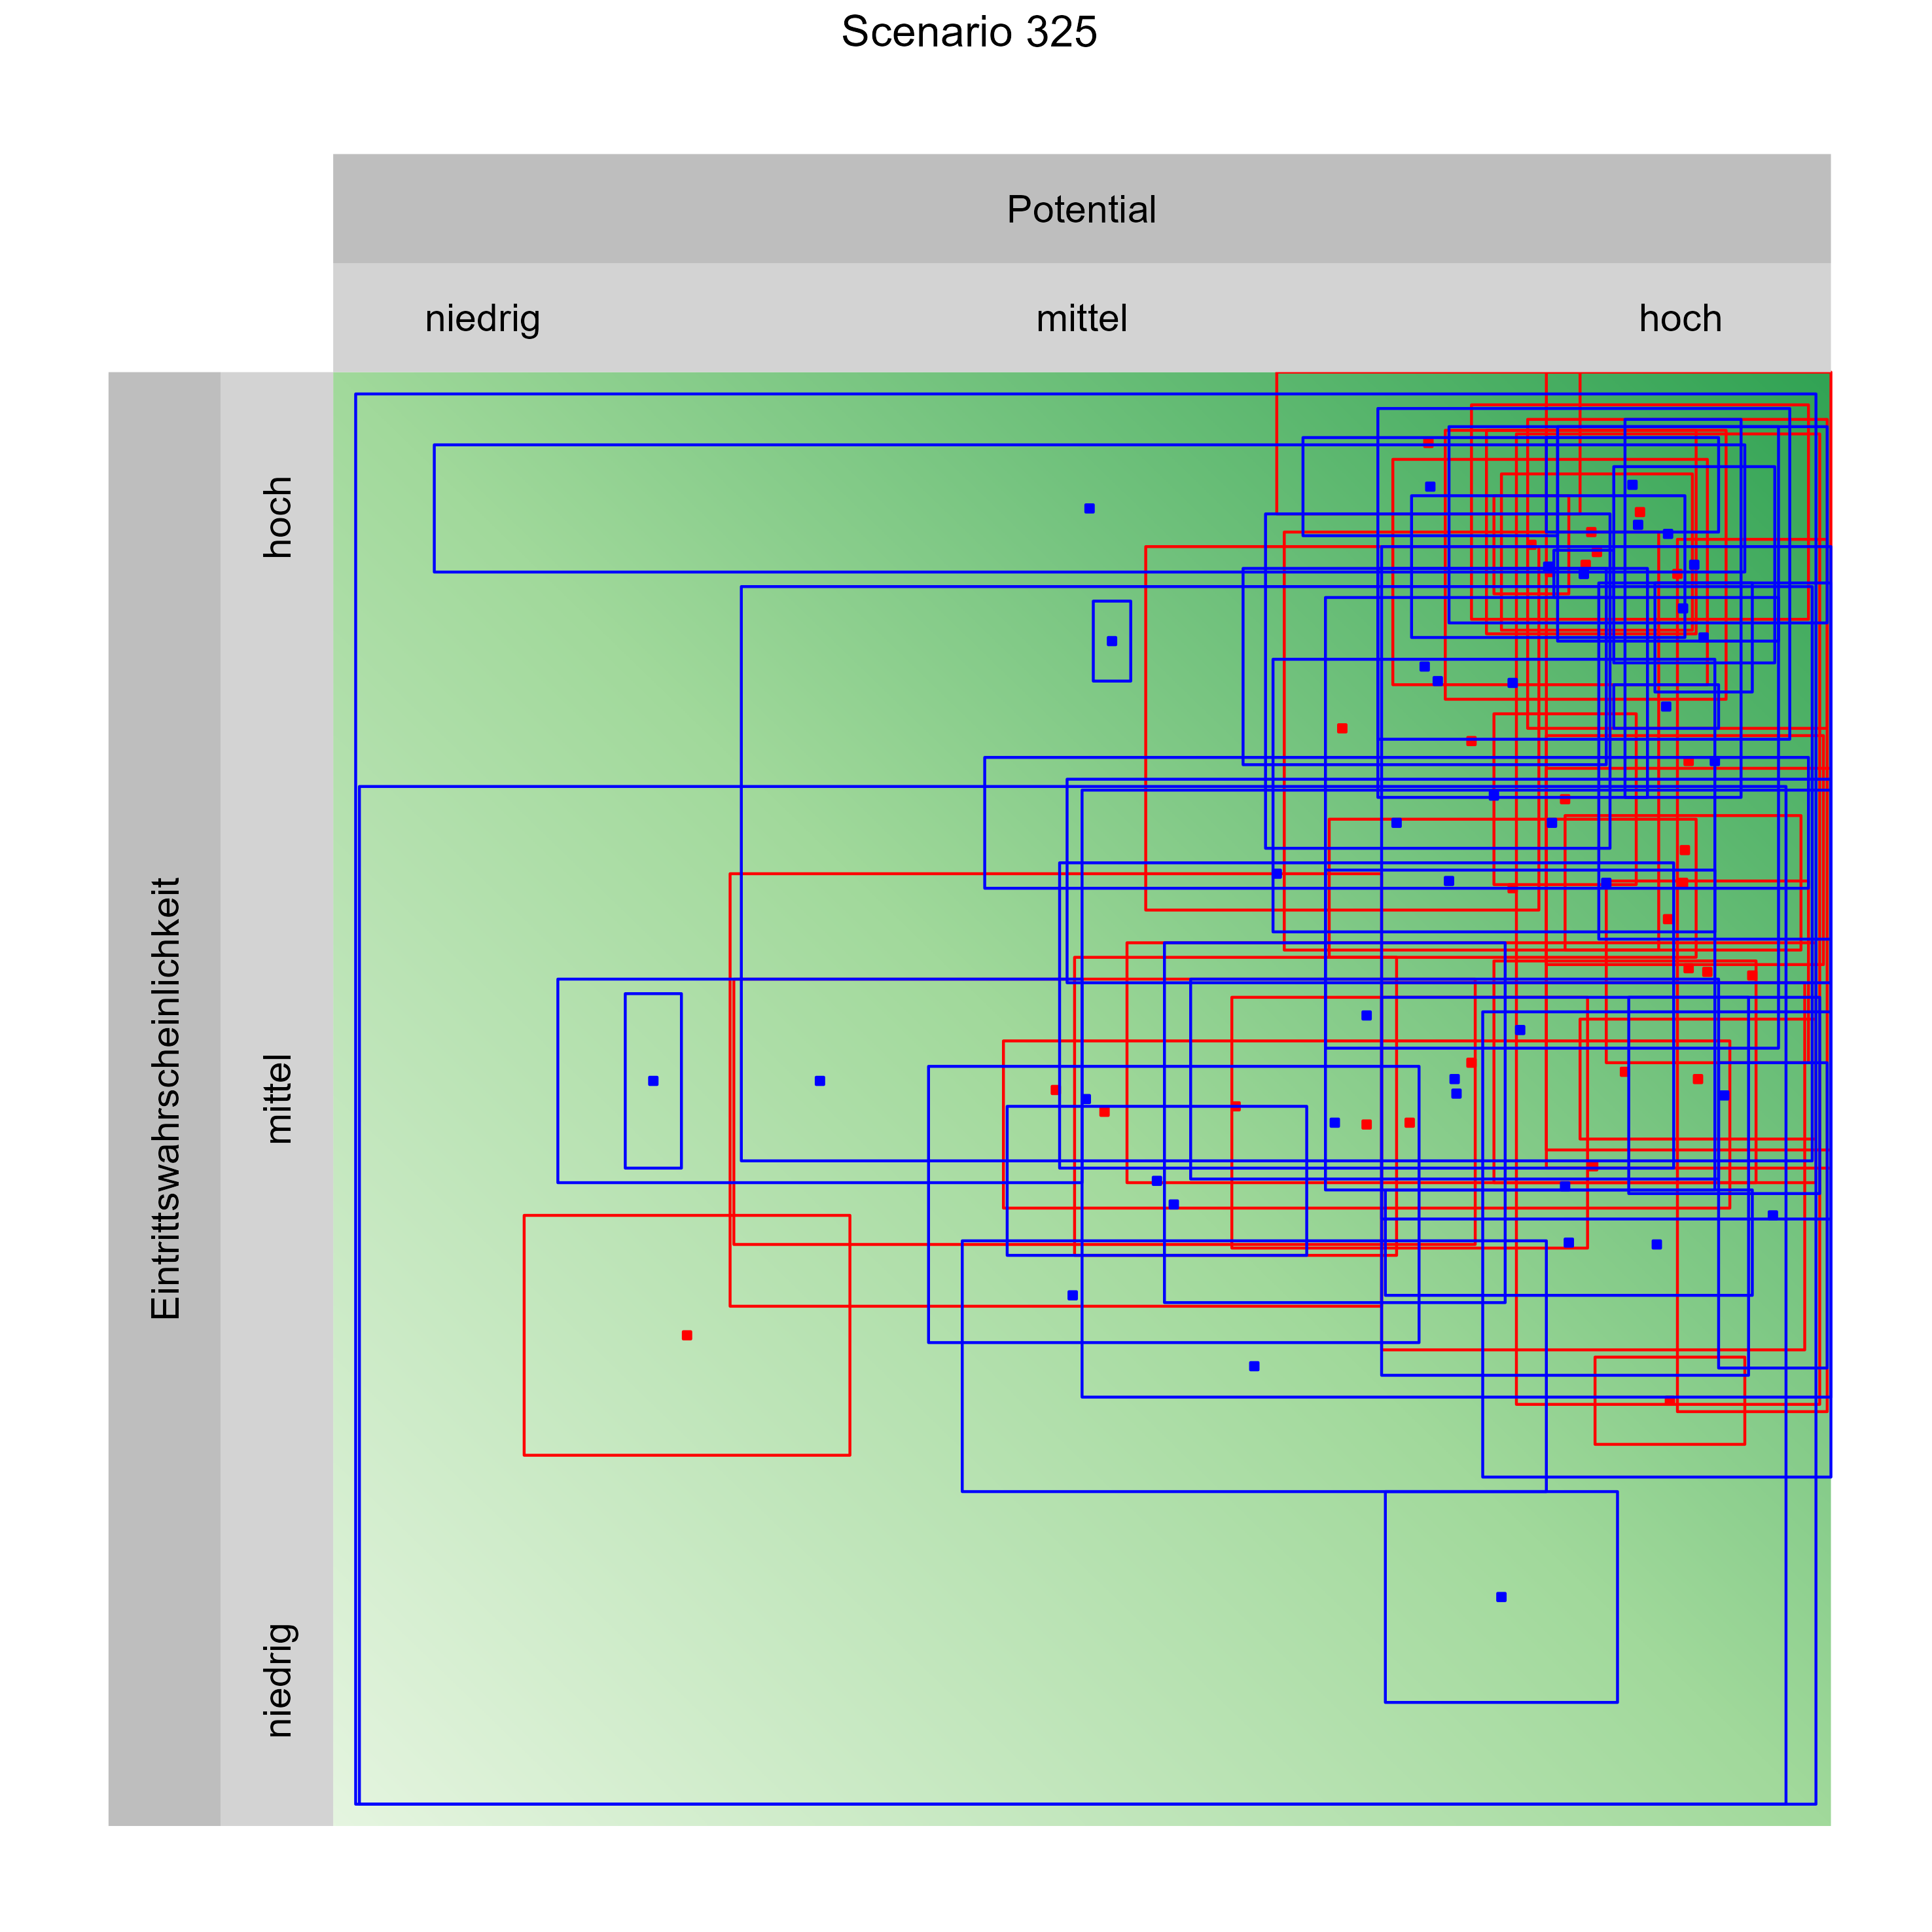 Scenario 325
Potential
niedrig
mittel
hoch
Eintrittswahrscheinlichkeit
hoch
mittel
niedrig